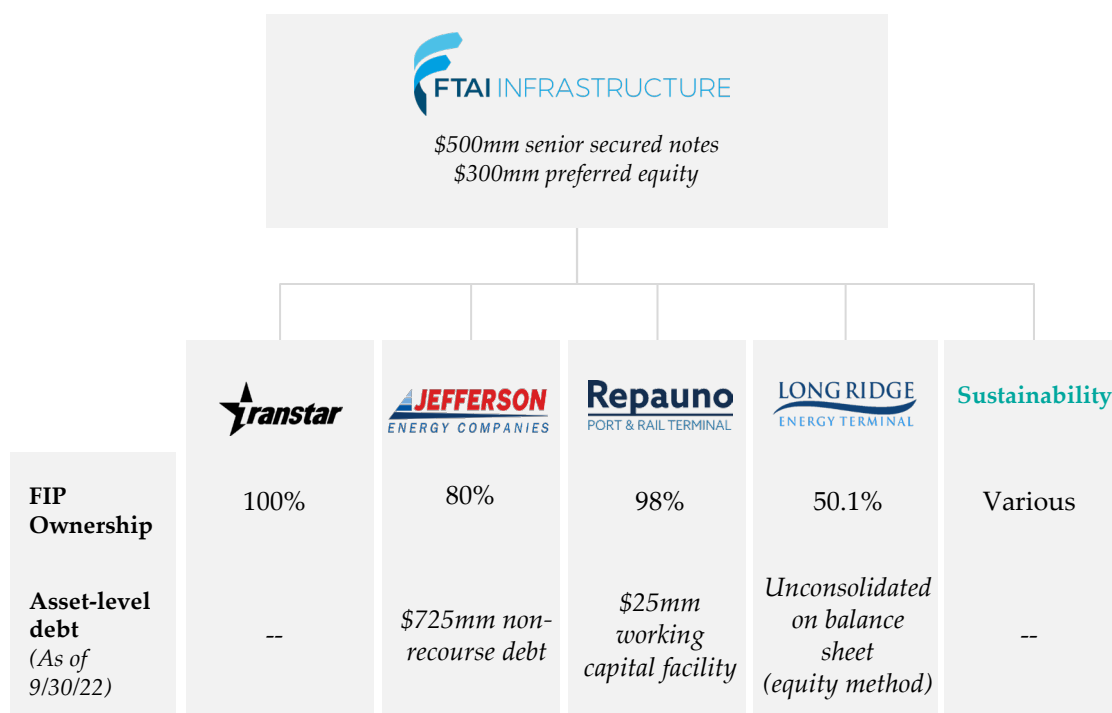 FTAI INFRASTRUCTURE
$500mm senior secured notes
$300mm preferred equity
Transtar
JEFFERSON
ENERGY COMPANIES
Repauno
PORT & RAIL TERMINAL
LONG RIDGE
ENERGY TERMINAL
Sustainability
FIP
Ownership
100%
80%
98%
50.1%
Various
Asset-level
debt
(As of
9/30/22)
--
$725mm non-
recourse debt
$25mm
working
capital facility
Unconsolidated
on balance
sheet
(equity method)
--